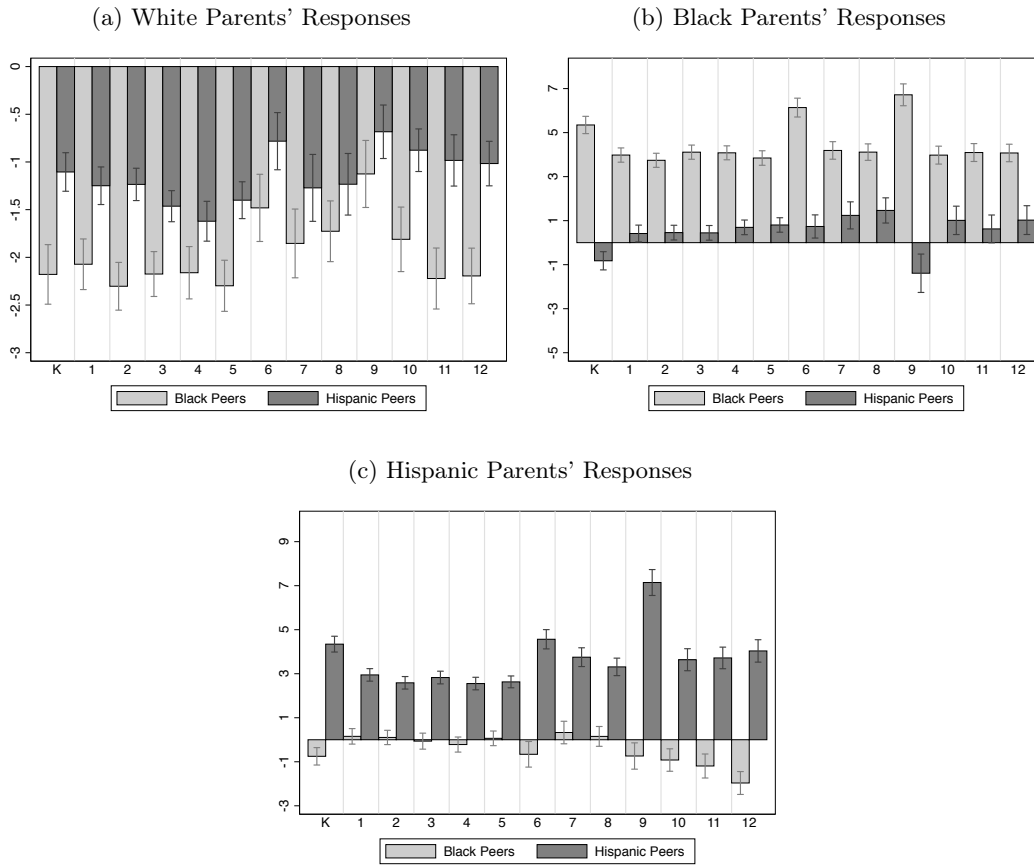 (a) White Parents' Responses
0
-.5
-1
-1.5
-2
-2.5
-3
K 1 2 3 4 5 6 7 8 9 10 11 12
Black Peers Hispanic Peers
(b) Black Parents' Responses
7
5
3
1
-1
-3
-5
K 1 2 3 4 5 6 7 8 9 10 11 12
Black Peers Hispanic Peers
(c) Hispanic Parents' Responses
9
7
5
3
1
-1
-3
K 1 2 3 4 5 6 7 8 9 10 11 12
Black Peers Hispanic Peers